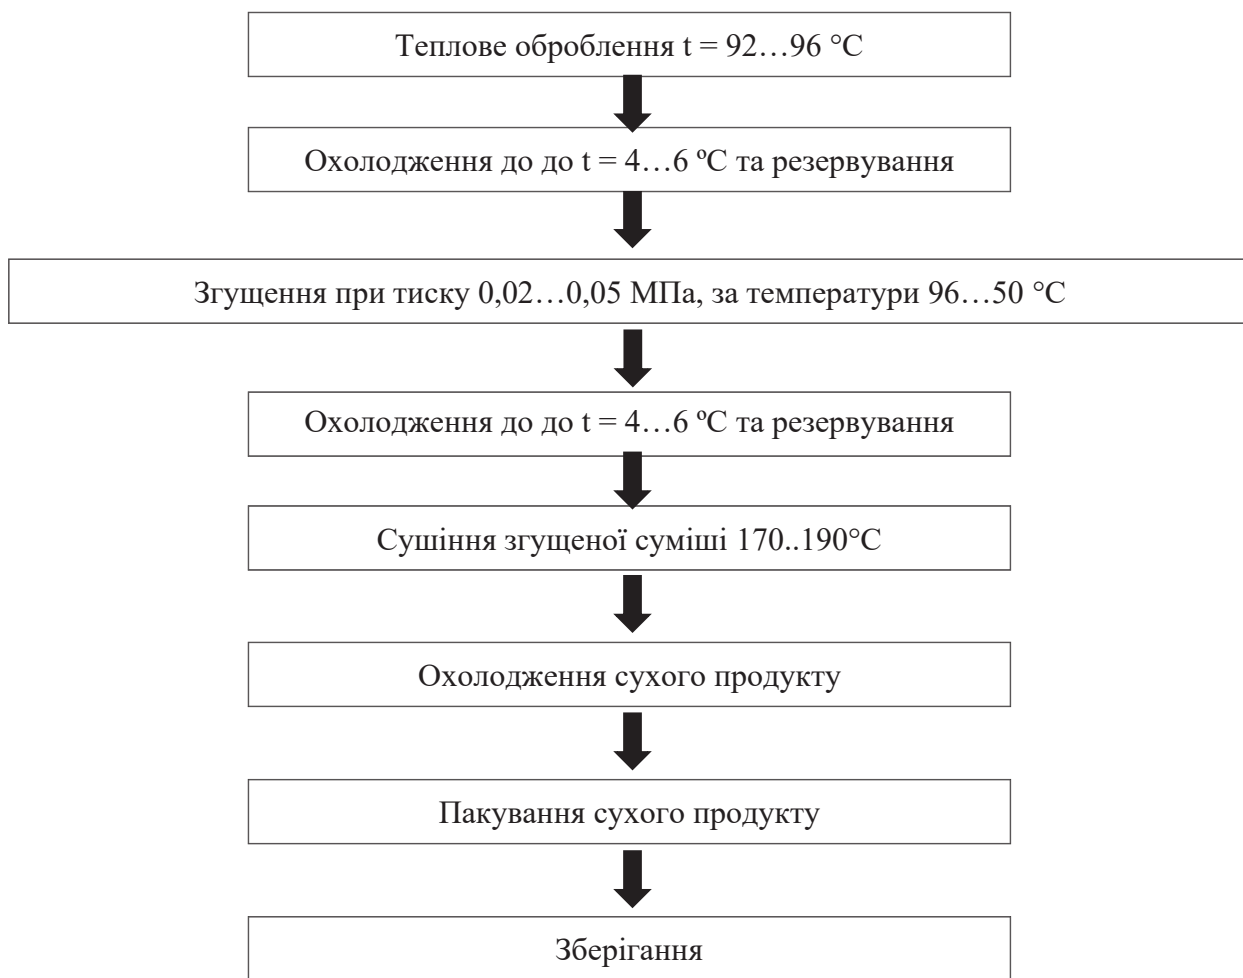 Теплове оброблення t = 92…96 °C
Охолодження до до t = 4…6 ºC та резервування
Згущення при тиску 0,02…0,05 МПа, за температури 96…50 °C
Охолодження до до t = 4…6 ºC та резервування
Сушіння згущеної суміші 170..190°C
Охолодження сухого продукту
Пакування сухого продукту
Зберігання